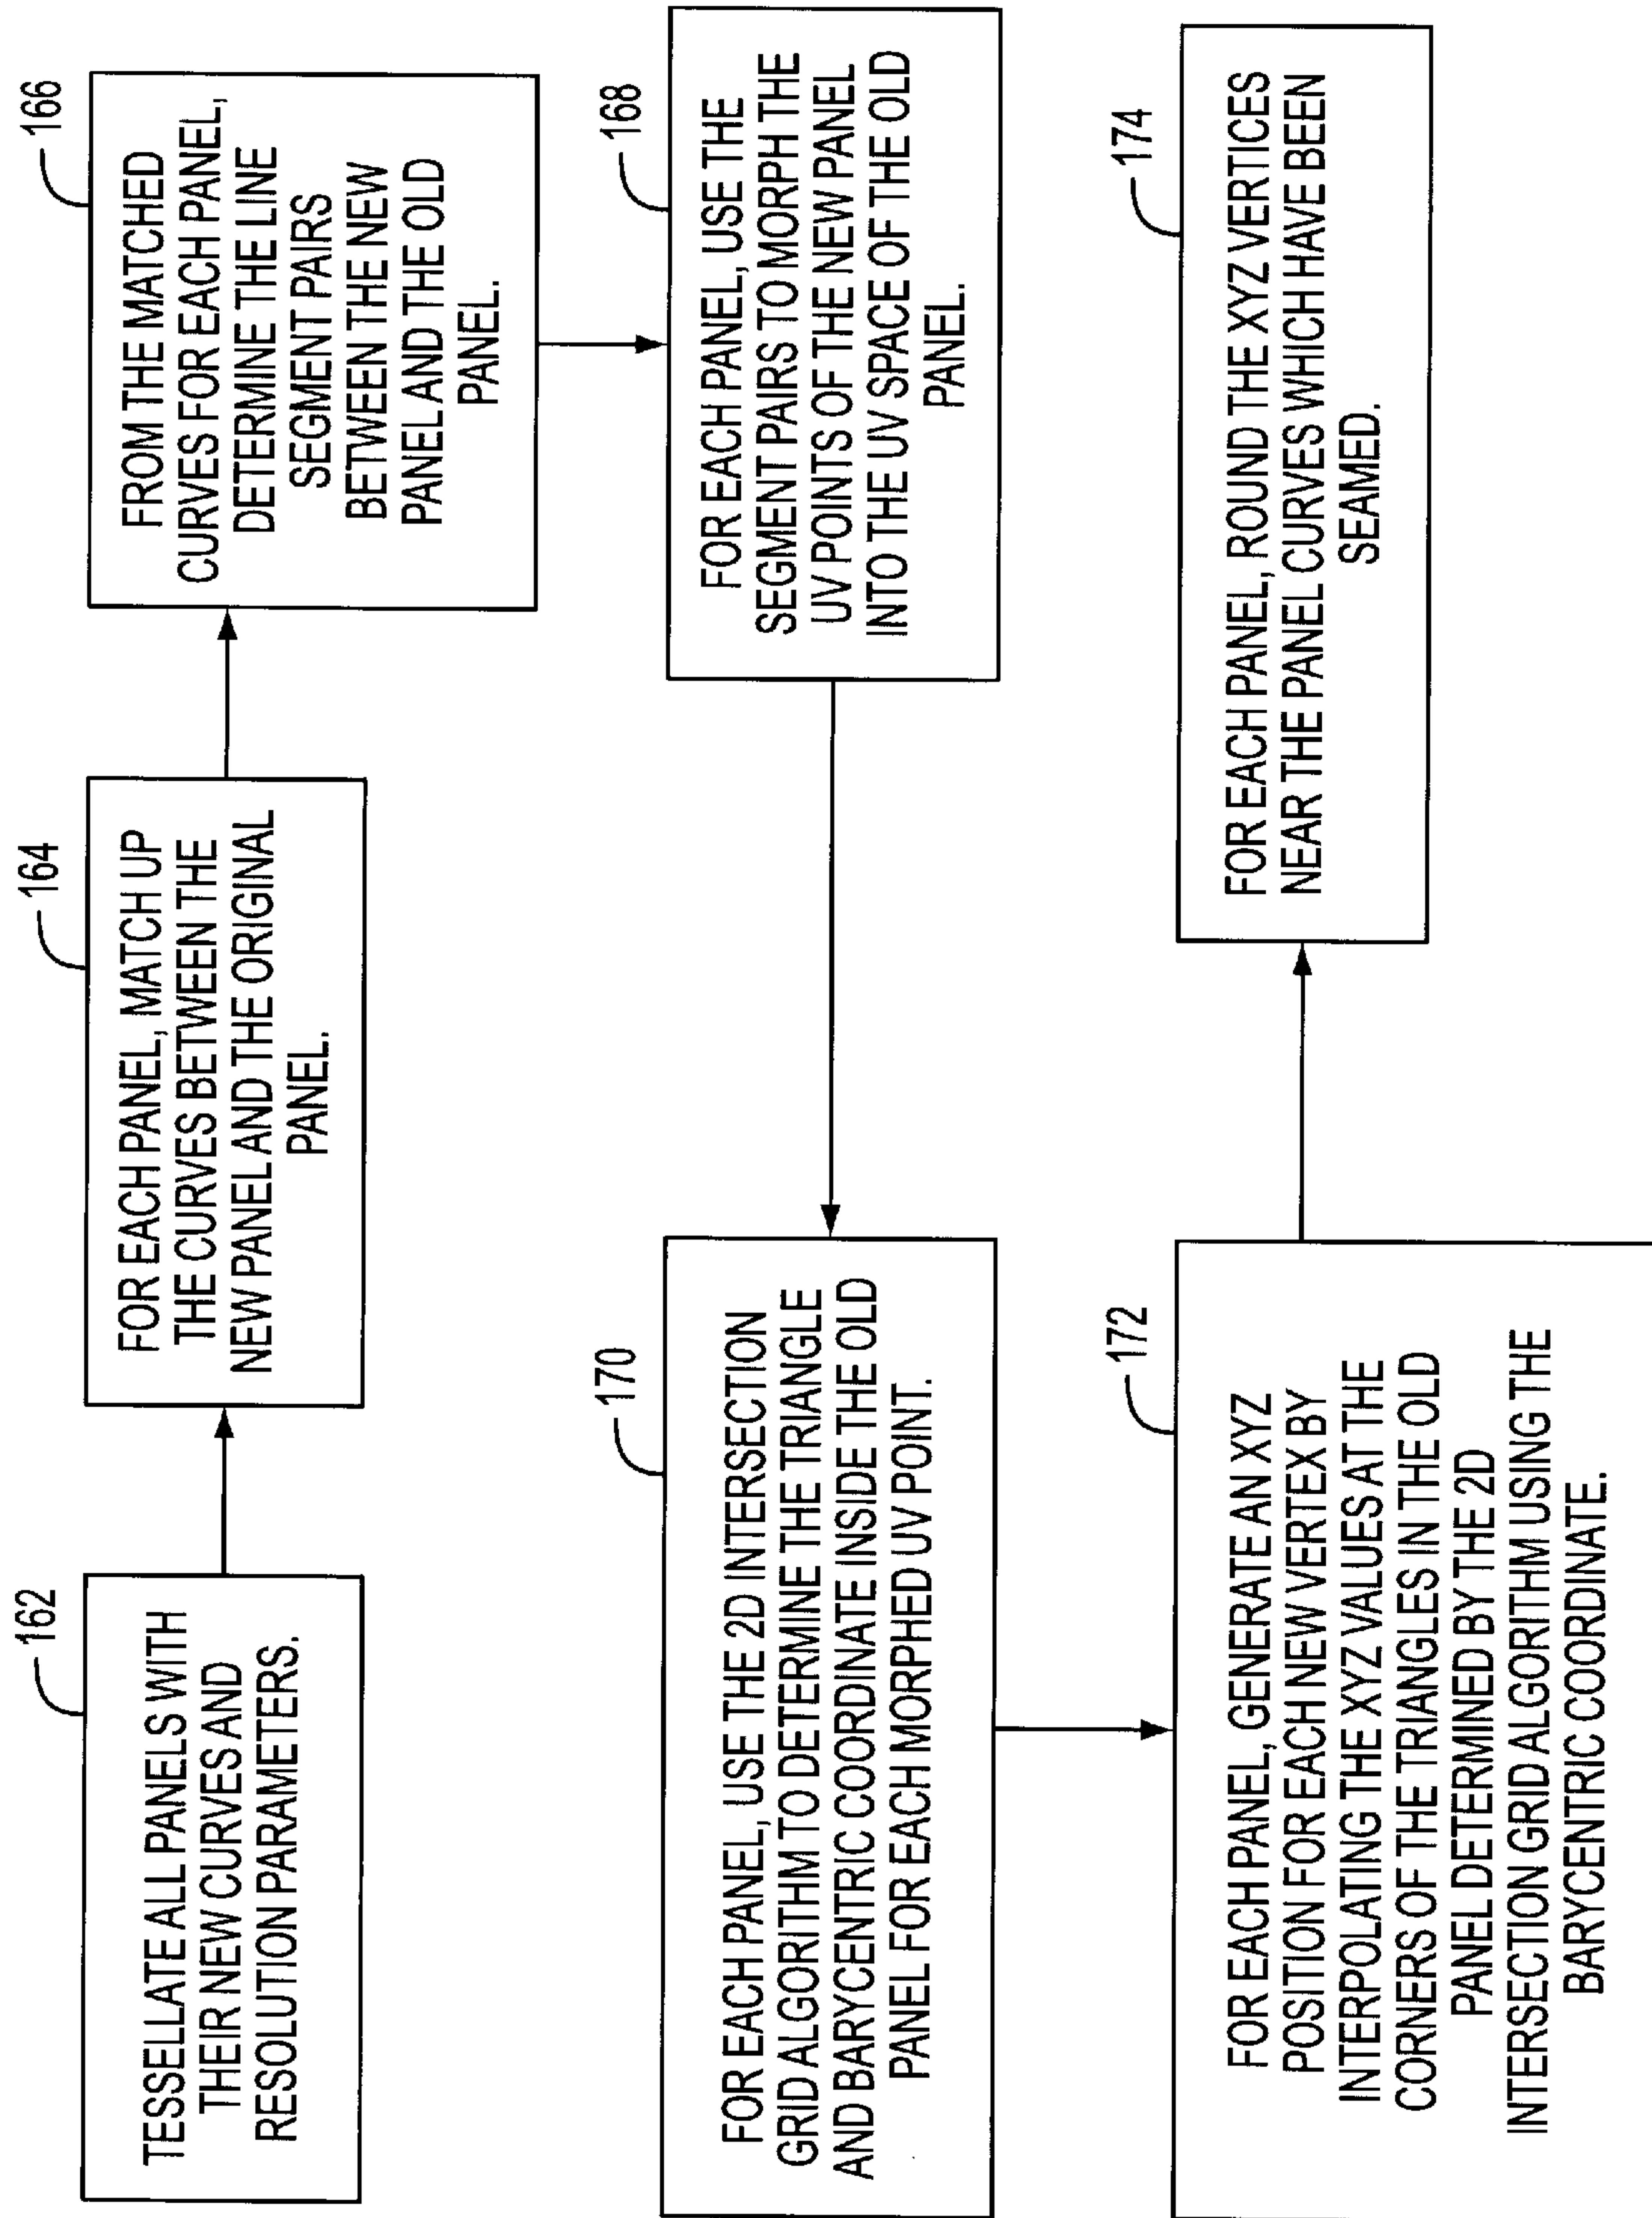 162
TESSELLATE ALL PANELS WITH
THEIR NEW CURVES AND
RESOLUTION PARAMETERS.
164
FOR EACH PANEL, MATCH UP
THE CURVES BETWEEN THE
NEW PANEL AND THE ORIGINAL
PANEL.
166
FROM THE MATCHED
CURVES FOR EACH PANEL,
DETERMINE THE LINE
SEGMENT PAIRS
BETWEEN THE NEW
PANEL AND THE OLD
PANEL.
168
FOR EACH PANEL, USE THE
SEGMENT PAIRS TO MORPH THE
UV POINTS OF THE NEW PANEL
INTO THE UV SPACE OF THE OLD
PANEL.
170
FOR EACH PANEL, USE THE 2D INTERSECTION
GRID ALGORITHM TO DETERMINE THE TRIANGLE
AND BARYCENTRIC COORDINATE INSIDE THE OLD
PANEL FOR EACH MORPHED UV POINT.
172
FOR EACH PANEL, GENERATE AN XYZ
POSITION FOR EACH NEW VERTEX BY
INTERPOLATING THE XYZ VALUES AT THE
CORNERS OF THE TRIANGLES IN THE OLD
PANEL DETERMINED BY THE 2D
INTERSECTION GRID ALGORITHM USING THE
BARYCENTRIC COORDINATE.
174
FOR EACH PANEL, ROUND THE XYZ VERTICES
NEAR THE PANEL CURVES WHICH HAVE BEEN
SEAMED.